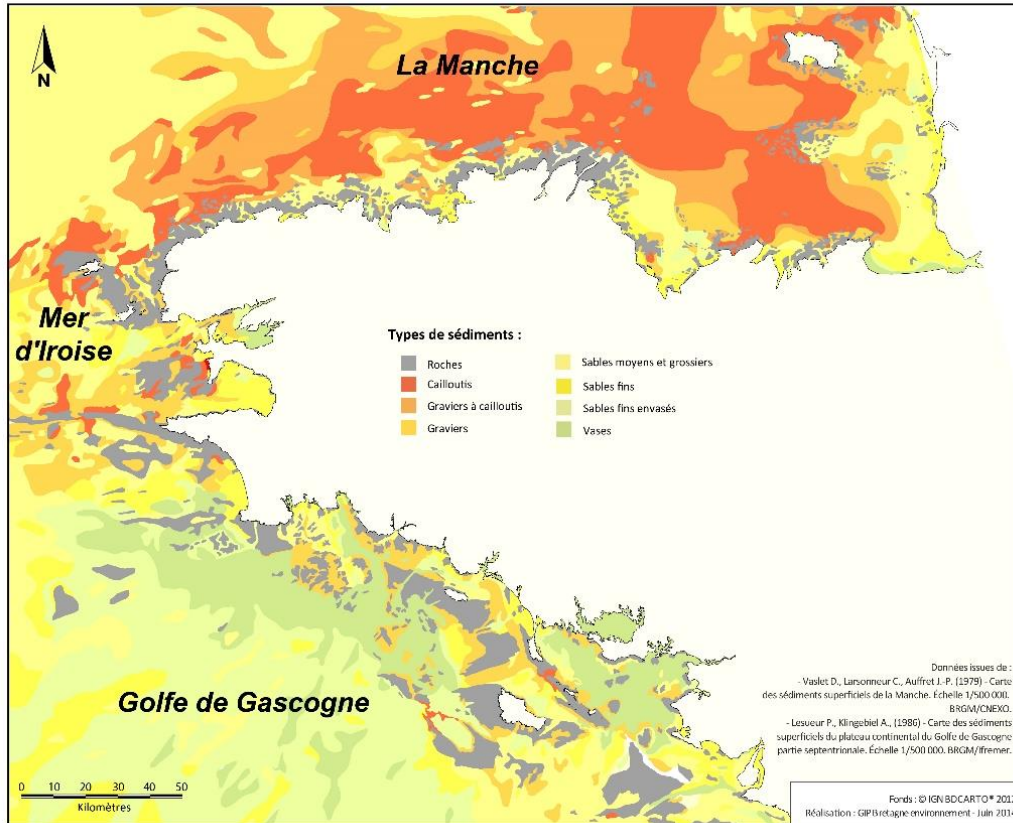 N
La Manche
Mer
d'Iroise
Types de sédiments :
Roches
Cailloutis
Graviers à cailloutis
Graviers
Sables moyens et grossiers
Sables fins
Sables fins envasés
Vases
Golfe de Gascogne
0 10 20 30 40 50
Kilomètres
Données issues de :
- Vaslet D., Larsonneur C., Auffret J.-P. (1979) - Carte
des sédiments superficiels de la Manche. Échelle 1/500 000.
BRGM/CNEXO.
- Lesueur P., Klingebiel A., (1986) - Carte des sédiments
superficiels du plateau continental du Golfe de Gascogne
partie septentrionale. Échelle 1/500 000. BRGM/Ifremer.
Fonds : © IGN BDCARTO® 2012
Réalisation : GIP Bretagne environnement - Juin 2014